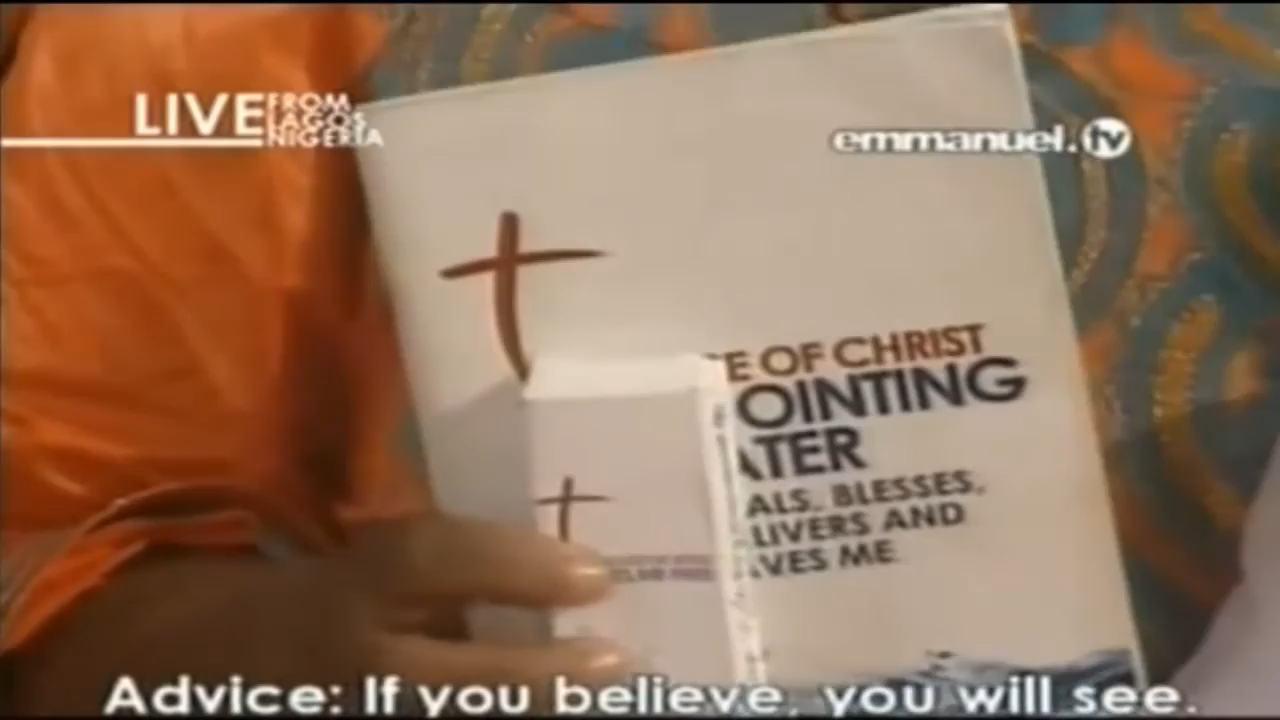 LIVE FROM
LAGOS
NIGERIA
emmanuel.tv
E OF CHRIST
OINTING
ATER
ALS, BLESSES,
LIVERS AND
AVES ME
Advice: If you believe, you will see.